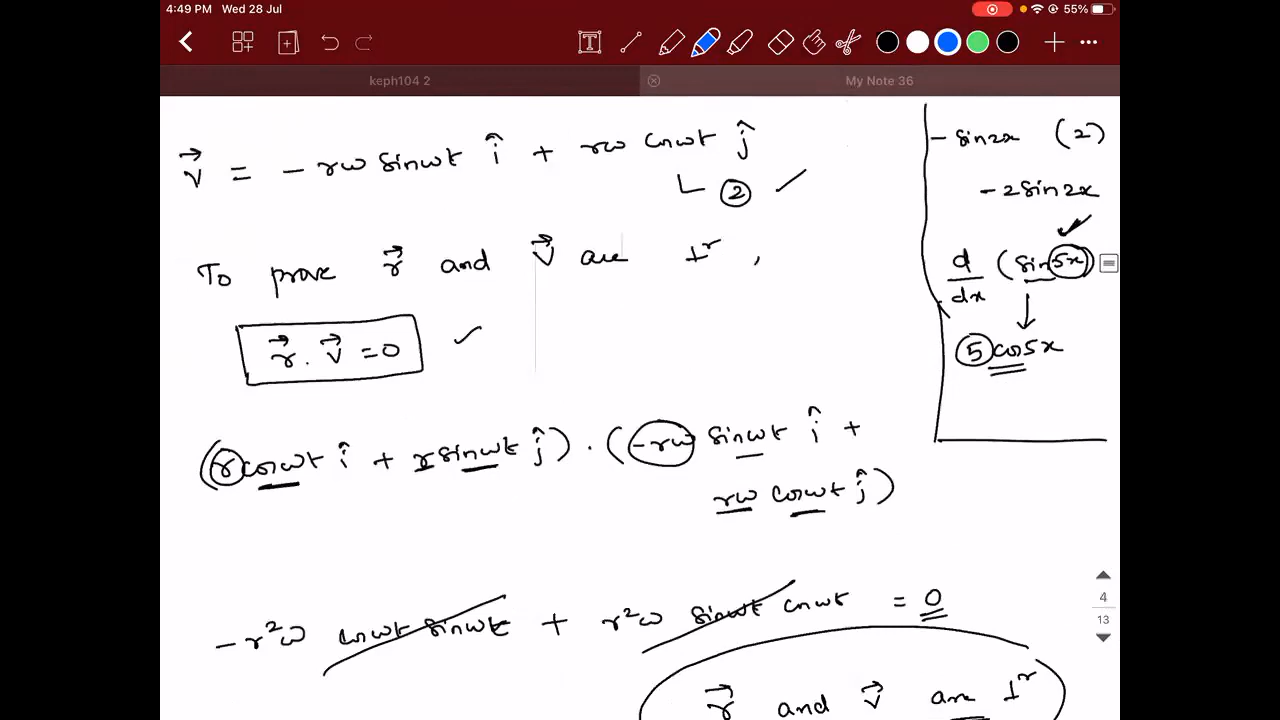 4:49 PM Wed 28 Jul
55%
keph104 2
My Note 36
v⃗ = - rω sinωt î + rω cosωt ĵ
② ✓
To prove r⃗ and v⃗ are ⊥ʳ ,
r⃗ . v⃗ = 0 ✓
(r cosωt î + r sinωt ĵ) . (-rω sinωt î +
rω cosωt ĵ)
-r²ω cosωt sinωt + r²ω sinωt cosωt = 0
r⃗ and v⃗ are ⊥ʳ
- sin2x (2)
- 2sin2x
d/dx (sin5x)
↓
5 cos5x
4
13